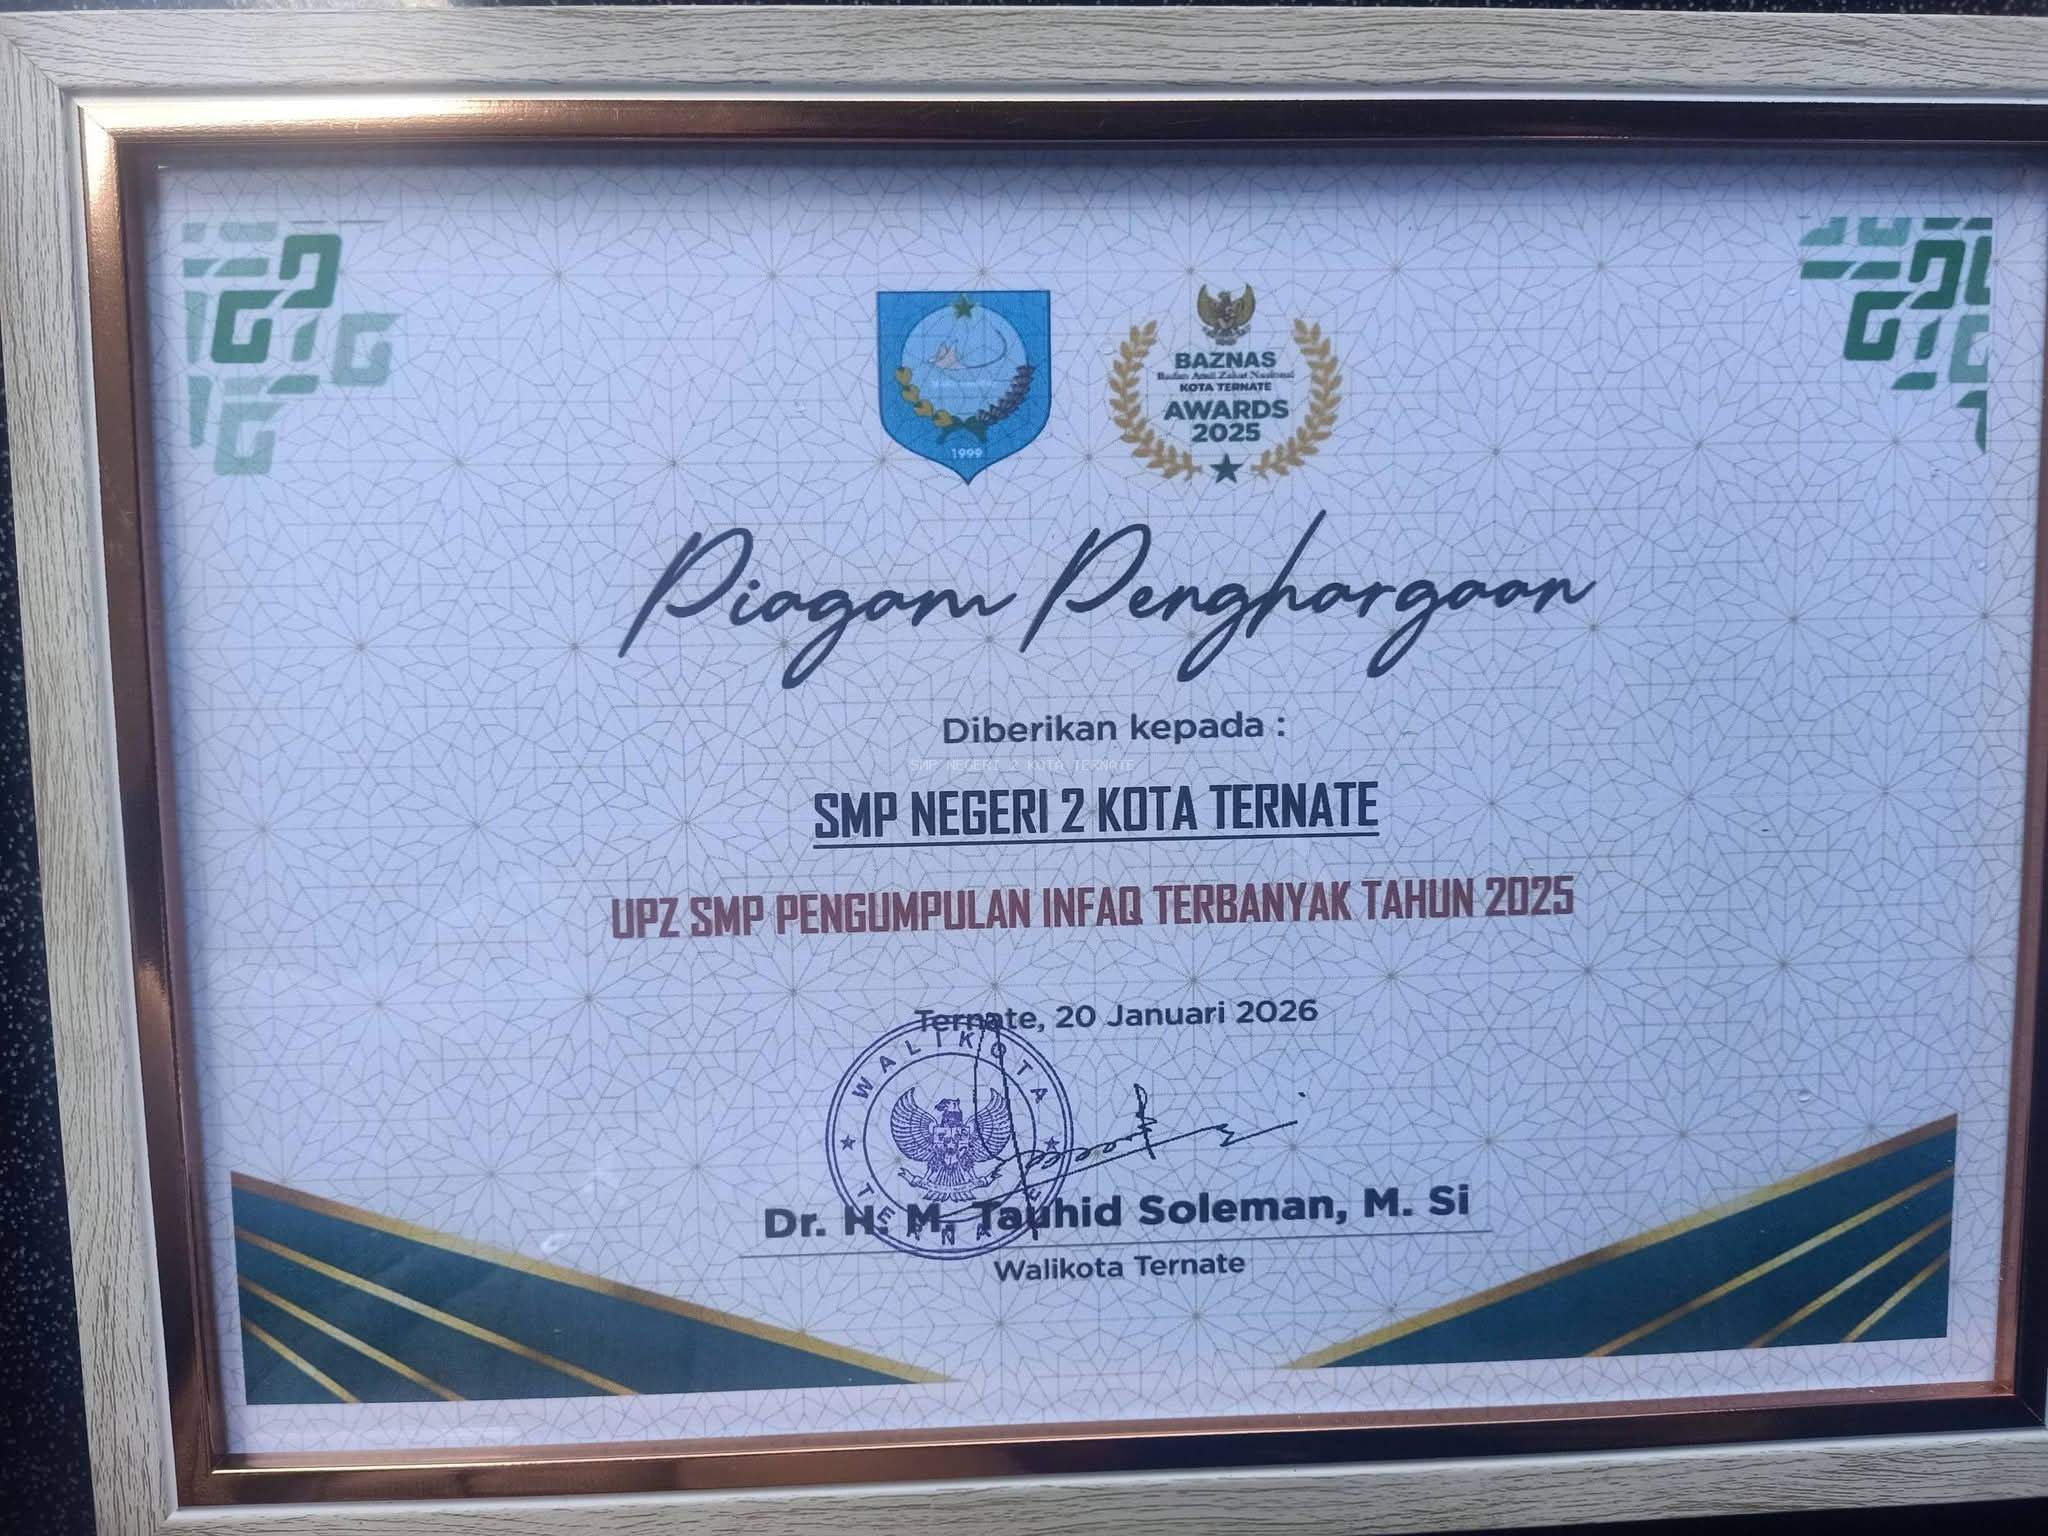 1999
BAZNAS
Badan Amil Zakat Nasional
KOTA TERNATE
AWARDS
2025
Piagam Penghargaan
Diberikan kepada :
SMP NEGERI 2 KOTA TERNATE
SMP NEGERI 2 KOTA TERNATE
UPZ SMP PENGUMPULAN INFAQ TERBANYAK TAHUN 2025
Ternate, 20 Januari 2026
WALIKOTA
TERNATE
Dr. H. M. Tauhid Soleman, M. Si
Walikota Ternate